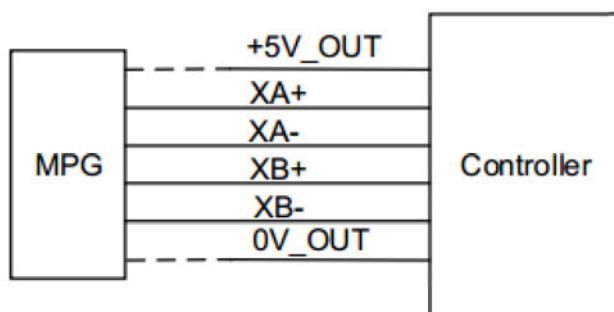 +5V_OUT
XA+
XA-
MPG
XB+
Controller
XB-
0V_OUT